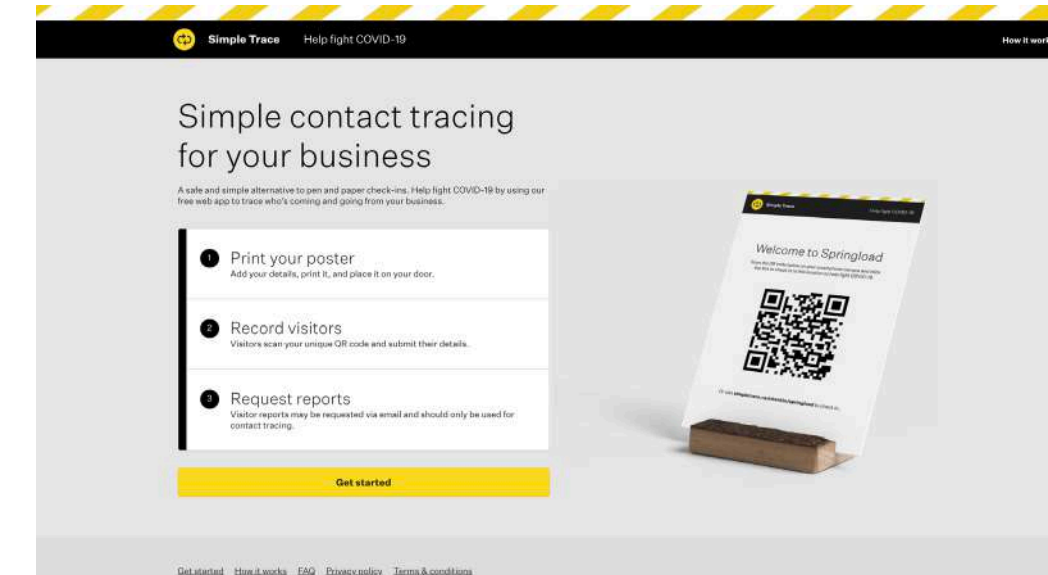 Simple Trace Help fight COVID-19 How it work
Simple contact tracing
for your business
A safe and simple alternative to pen and paper check-ins. Help fight COVID-19 by using our
free web app to trace who's coming and going from your business.
1 Print your poster
Add your details, print it, and place it on your door.
2 Record visitors
Visitors scan your unique QR code and submit their details.
3 Request reports
Visitor reports may be requested via email and should only be used for
contact tracing.
Get started
Simple Trace Help fight COVID-19
Welcome to Springload
Get started How it works FAQ Privacy policy Terms & conditions